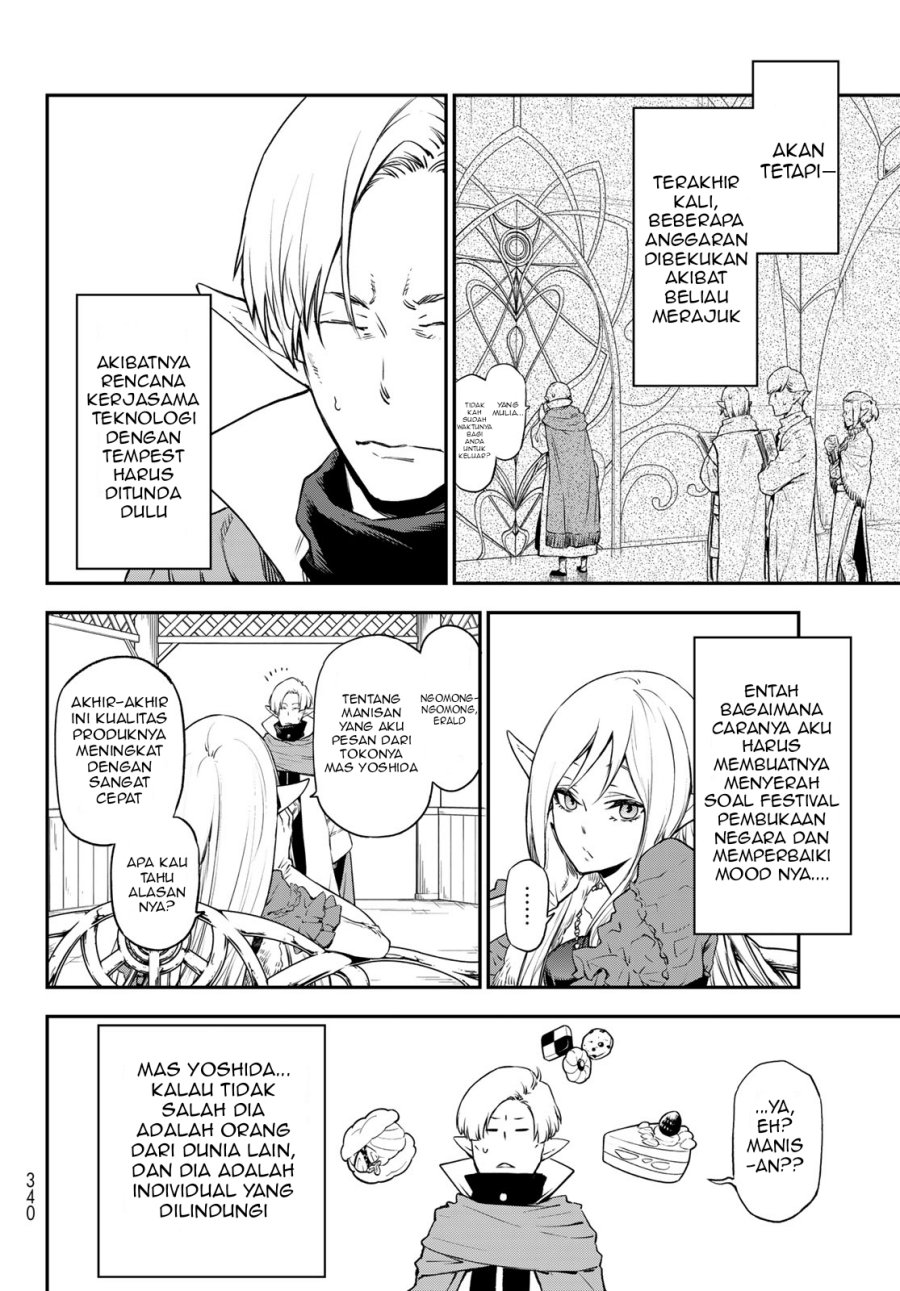 AKAN
TETAPI—
TERAKHIR
KALI,
BEBERAPA
ANGGARAN
DIBEKUKAN
AKIBAT
BELIAU
MERAJUK
YANG
MULIA...
TIDAK
KAH
SUDAH
WAKTUNYA
BAGI
ANDA
UNTUK
KELUAR?
AKIBATNYA
RENCANA
KERJASAMA
TEKNOLOGI
DENGAN
TEMPEST
HARUS
DITUNDA
DULU
ENTAH
BAGAIMANA
CARANYA AKU
HARUS
MEMBUATNYA
MENYERAH
SOAL FESTIVAL
PEMBUKAAN
NEGARA DAN
MEMPERBAIKI
MOOD NYA....
......
NGOMONG-
NGOMONG,
ERALD
TENTANG
MANISAN
YANG AKU
PESAN DARI
TOKONYA
MAS YOSHIDA
AKHIR-AKHIR
INI KUALITAS
PRODUKNYA
MENINGKAT
DENGAN
SANGAT
CEPAT
APA KAU
TAHU
ALASAN
NYA?
...YA,
EH?
MANIS
-AN??
MAS YOSHIDA...
KALAU TIDAK
SALAH DIA
ADALAH ORANG
DARI DUNIA LAIN,
DAN DIA ADALAH
INDIVIDUAL YANG
DILINDUNGI
340